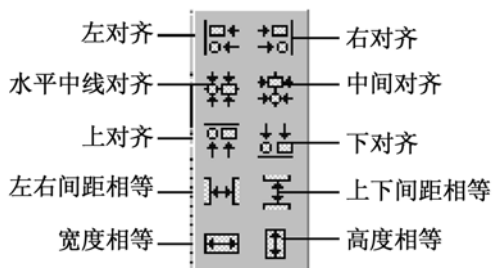 左对齐 右对齐
水平中线对齐 中间对齐
上对齐 下对齐
左右间距相等 上下间距相等
宽度相等 高度相等